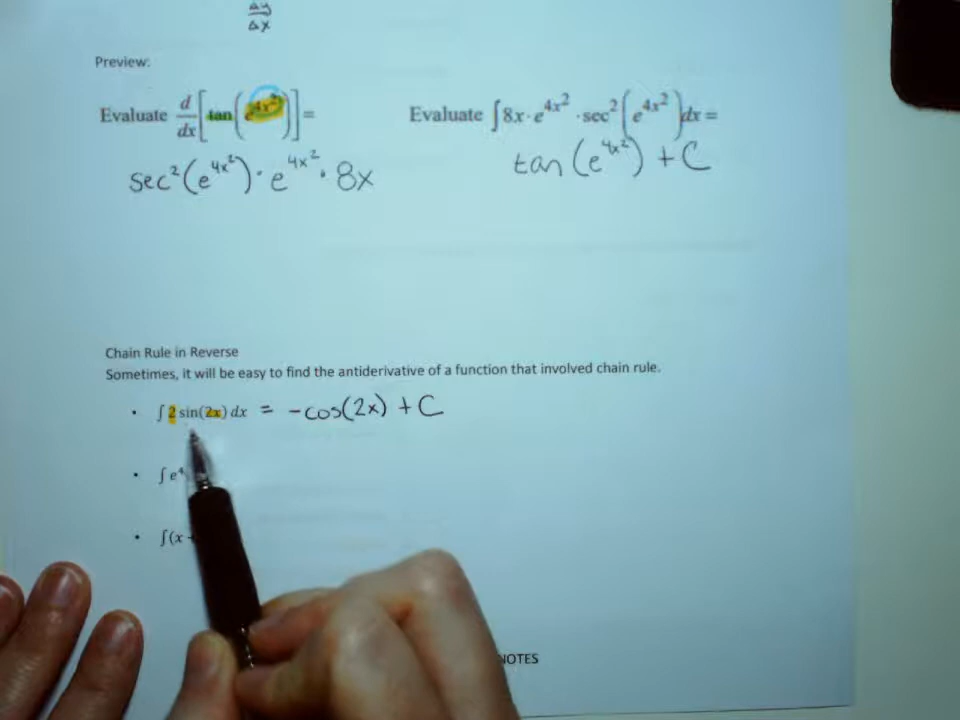 Δy
Δx
Preview:
Evaluate d/dx[tan(e^{4x²})]=
sec²(e^{4x²})·e^{4x²}·8x
Evaluate ∫8x·e^{4x²}·sec²(e^{4x²})dx=
tan(e^{4x²})+C
Chain Rule in Reverse
Sometimes, it will be easy to find the antiderivative of a function that involved chain rule.
• ∫2 sin(2x) dx = -cos(2x) + C
• ∫e⁴
• ∫(x
NOTES